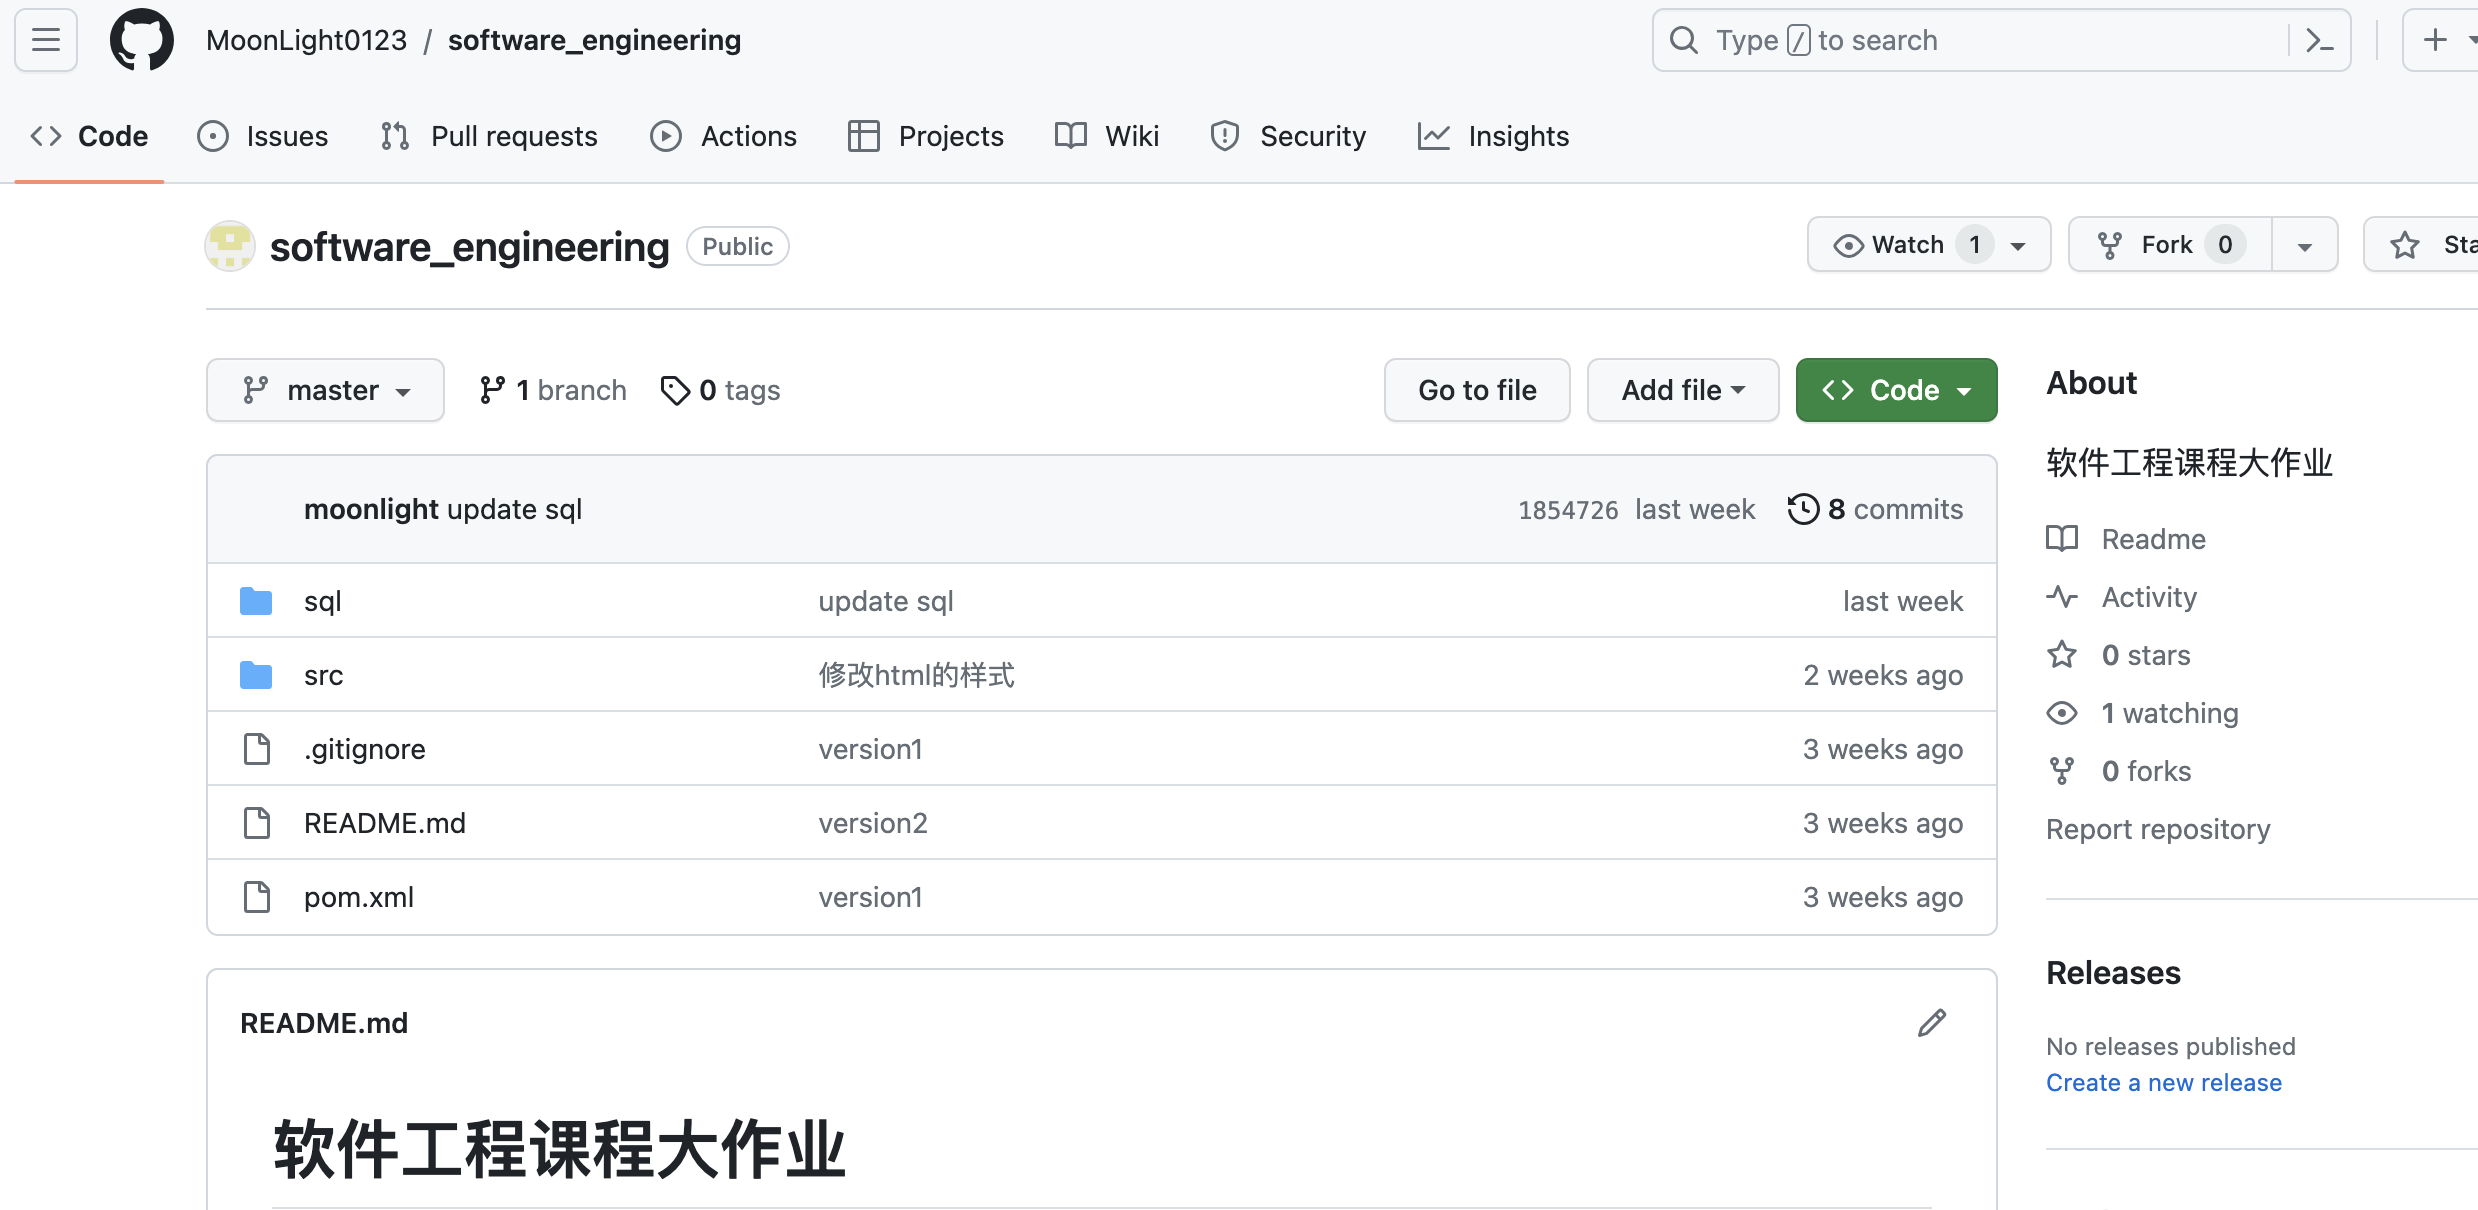 MoonLight0123 / software_engineering
Type / to search
Code Issues Pull requests Actions Projects Wiki Security Insights
software_engineering Public
Watch 1 Fork 0
master 1 branch 0 tags Go to file Add file Code
About
软件工程课程大作业
moonlight update sql 1854726 last week 8 commits
Readme
sql update sql last week
Activity
src 修改html的样式 2 weeks ago
0 stars
.gitignore version1 3 weeks ago
1 watching
README.md version2 3 weeks ago
0 forks
Report repository
pom.xml version1 3 weeks ago
Releases
README.md
No releases published
Create a new release
软件工程课程大作业